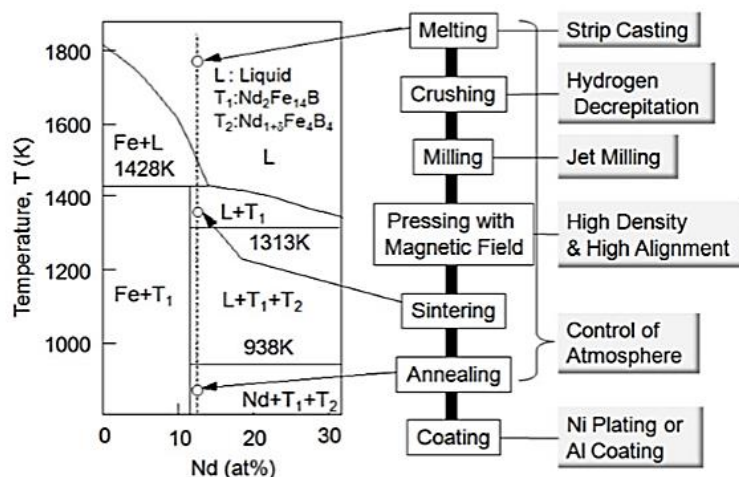 1800
1600
1400
1200
1000
Temperature, T (K)
0
10
20
30
Nd (at%)
L : Liquid
T₁:Nd₂Fe₁₄B
T₂:Nd₁₊δFe₄B₄
L
Fe+L
1428K
L+T₁
1313K
Fe+T₁
L+T₁+T₂
938K
Nd+T₁+T₂
Melting
Crushing
Milling
Pressing with
Magnetic Field
Sintering
Annealing
Coating
Strip Casting
Hydrogen
Decrepitation
Jet Milling
High Density
& High Alignment
Control of
Atmosphere
Ni Plating or
Al Coating